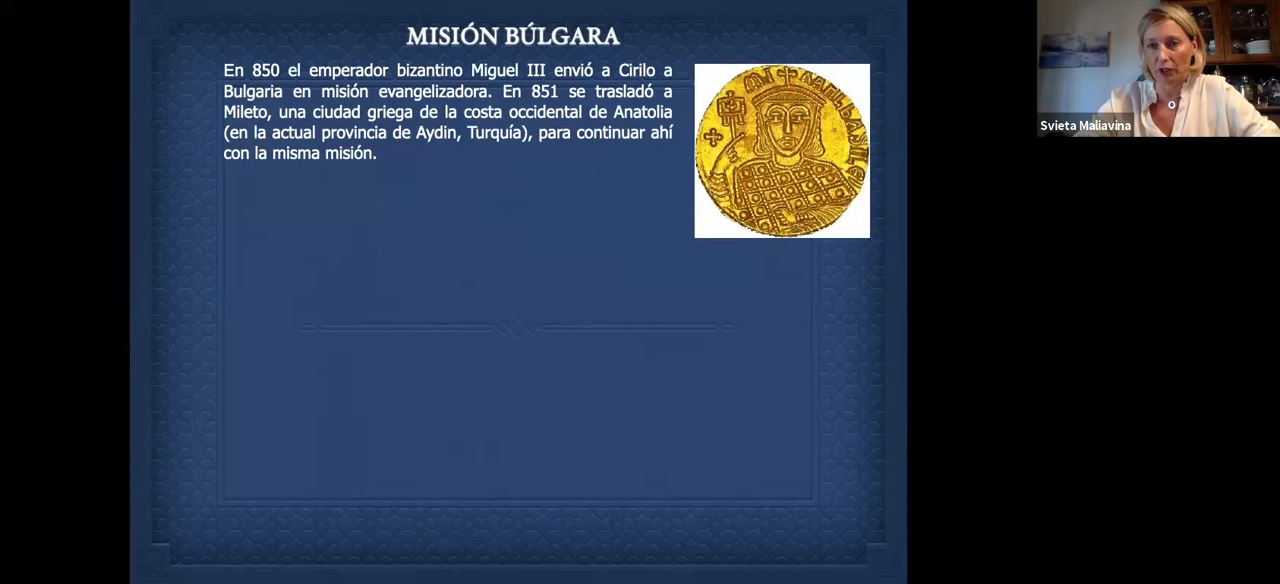 MISIÓN BÚLGARA
En 850 el emperador bizantino Miguel III envió a Cirilo a
Bulgaria en misión evangelizadora. En 851 se trasladó a
Mileto, una ciudad griega de la costa occidental de Anatolia
(en la actual provincia de Aydin, Turquía), para continuar ahí
con la misma misión.
Svieta Maliavina